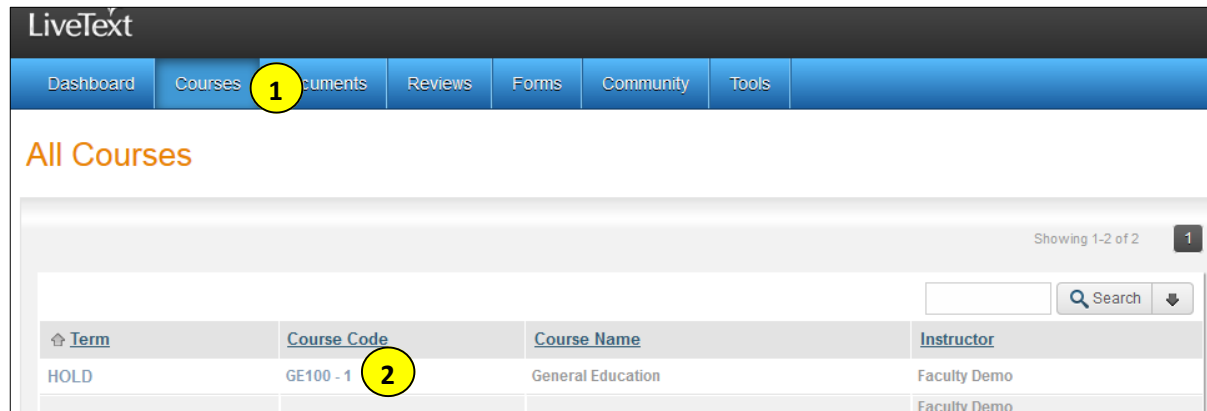 LiveText
Dashboard Courses 1 cuments Reviews Forms Community Tools
All Courses
Showing 1-2 of 2 1
Search
Term Course Code Course Name Instructor
HOLD GE100 - 1 2 General Education Faculty Demo
Faculty Demo